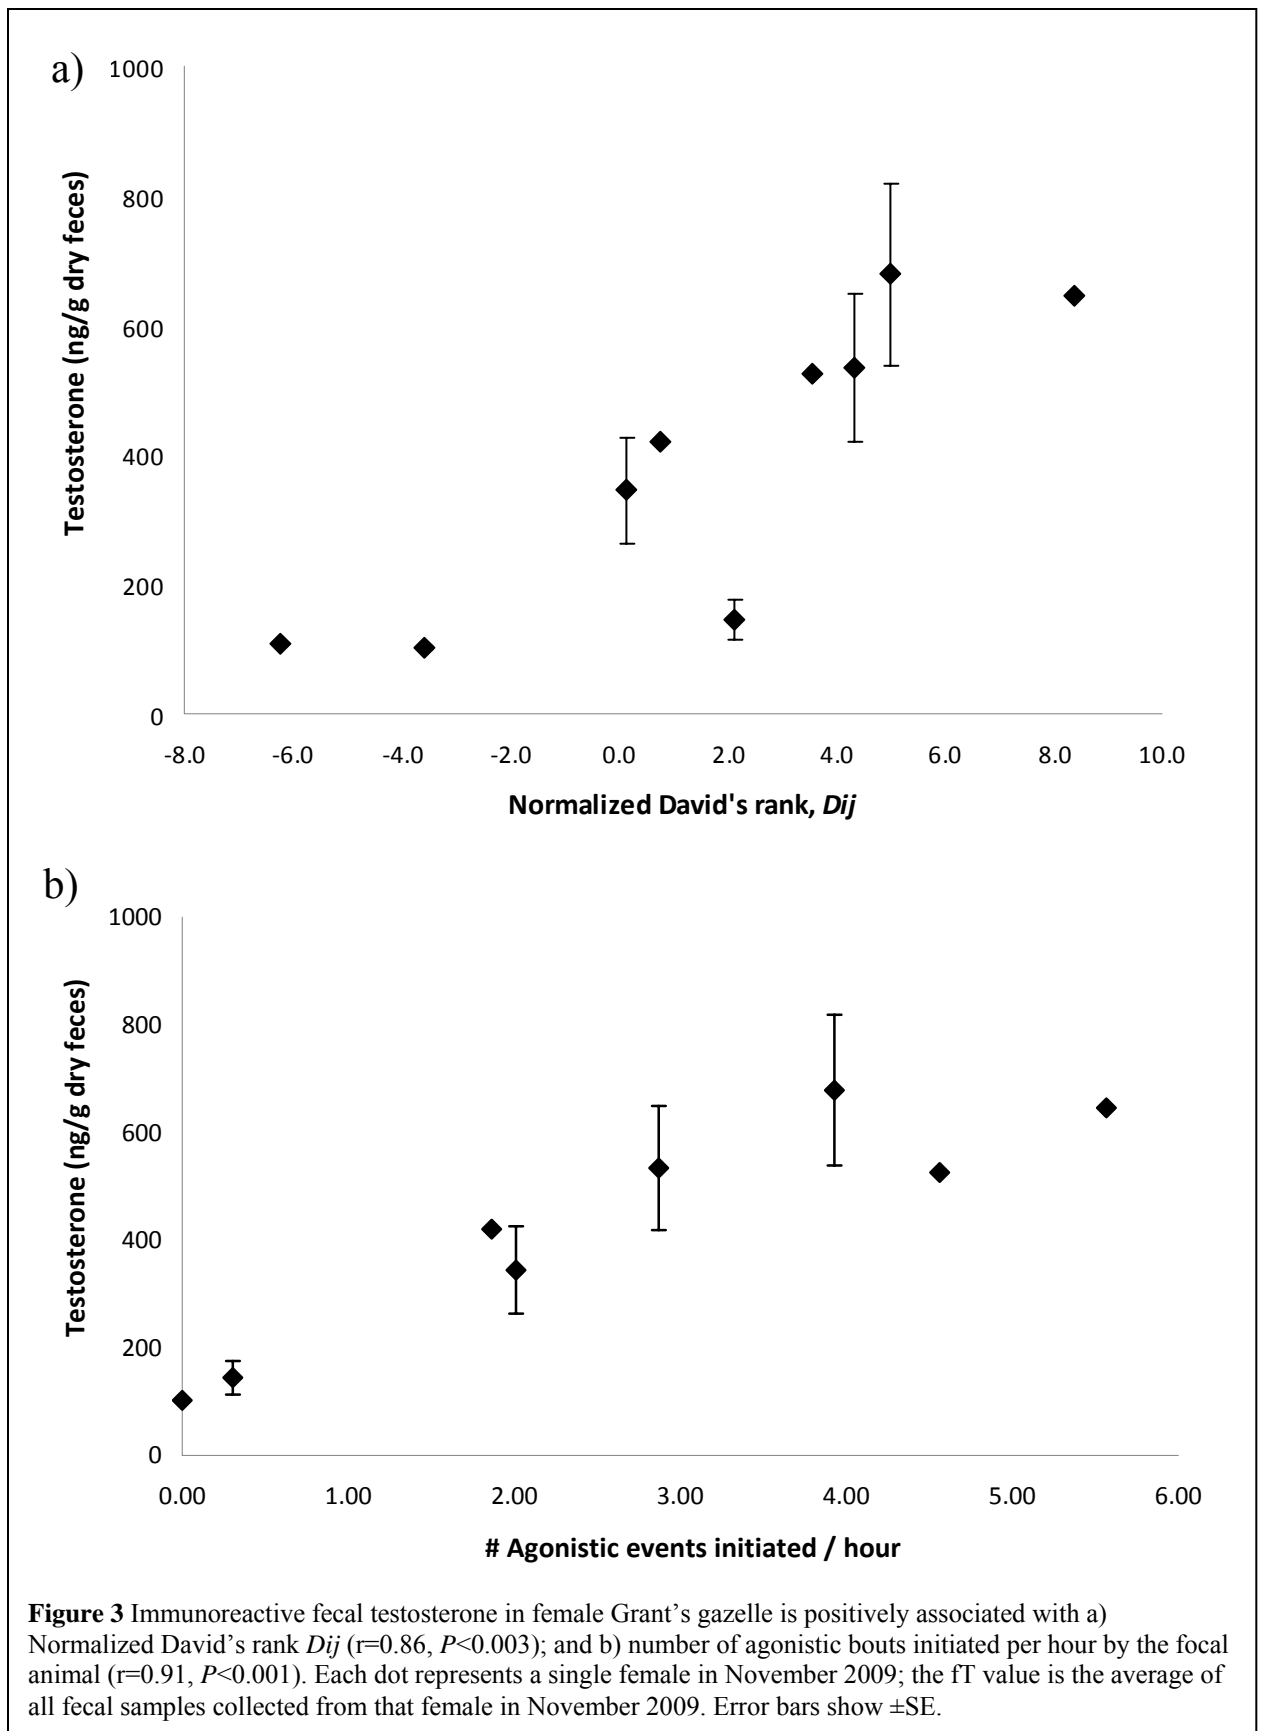 a)
1000
800
600
400
200
0
Testosterone (ng/g dry feces)
-8.0 -6.0 -4.0 -2.0 0.0 2.0 4.0 6.0 8.0 10.0
Normalized David's rank, Dij
b)
1000
800
600
400
200
0
Testosterone (ng/g dry feces)
0.00 1.00 2.00 3.00 4.00 5.00 6.00
# Agonistic events initiated / hour
Figure 3 Immunoreactive fecal testosterone in female Grant’s gazelle is positively associated with a)
Normalized David’s rank Dij (r=0.86, P<0.003); and b) number of agonistic bouts initiated per hour by the focal
animal (r=0.91, P<0.001). Each dot represents a single female in November 2009; the fT value is the average of
all fecal samples collected from that female in November 2009. Error bars show ±SE.